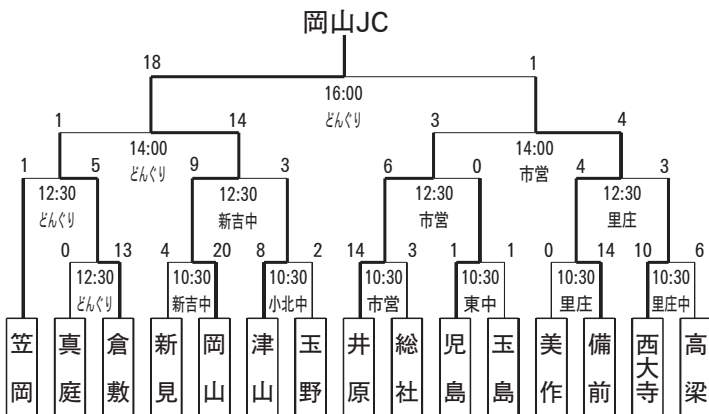 岡山JC
18 1
16:00
どんぐり
1 14 3 4
14:00 14:00
どんぐり 市営
1 5 9 3 6 0 4 3
12:30 12:30 12:30 12:30
どんぐり 新吉中 市営 里庄
0 13 4 20 8 2 14 3 1 1 0 14 10 6
12:30 10:30 10:30 10:30 10:30 10:30 10:30
どんぐり 新吉中 小北中 市営 東中 里庄 里庄中
笠岡 真庭 倉敷 新見 岡山 津山 玉野 井原 総社 児島 玉島 美作 備前 西大寺 高梁